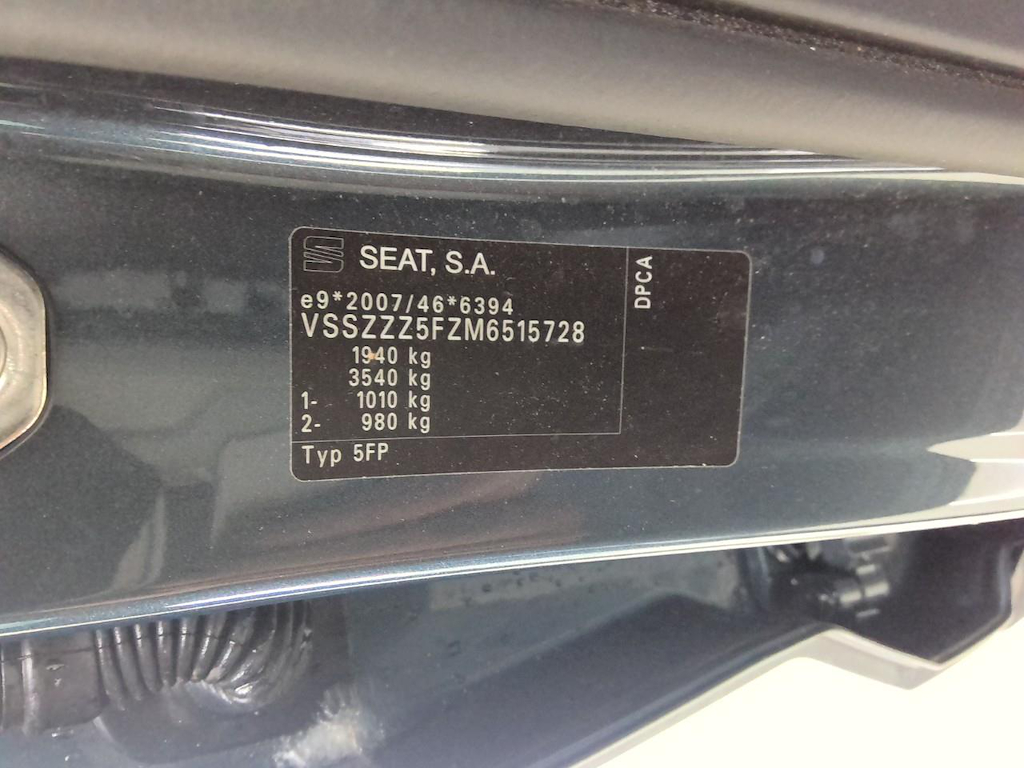 SEAT, S.A.
e9*2007/46*6394
VSSZZZ5FZM6515728
1940 kg
3540 kg
1- 1010 kg
2- 980 kg
Typ 5FP
DPCA